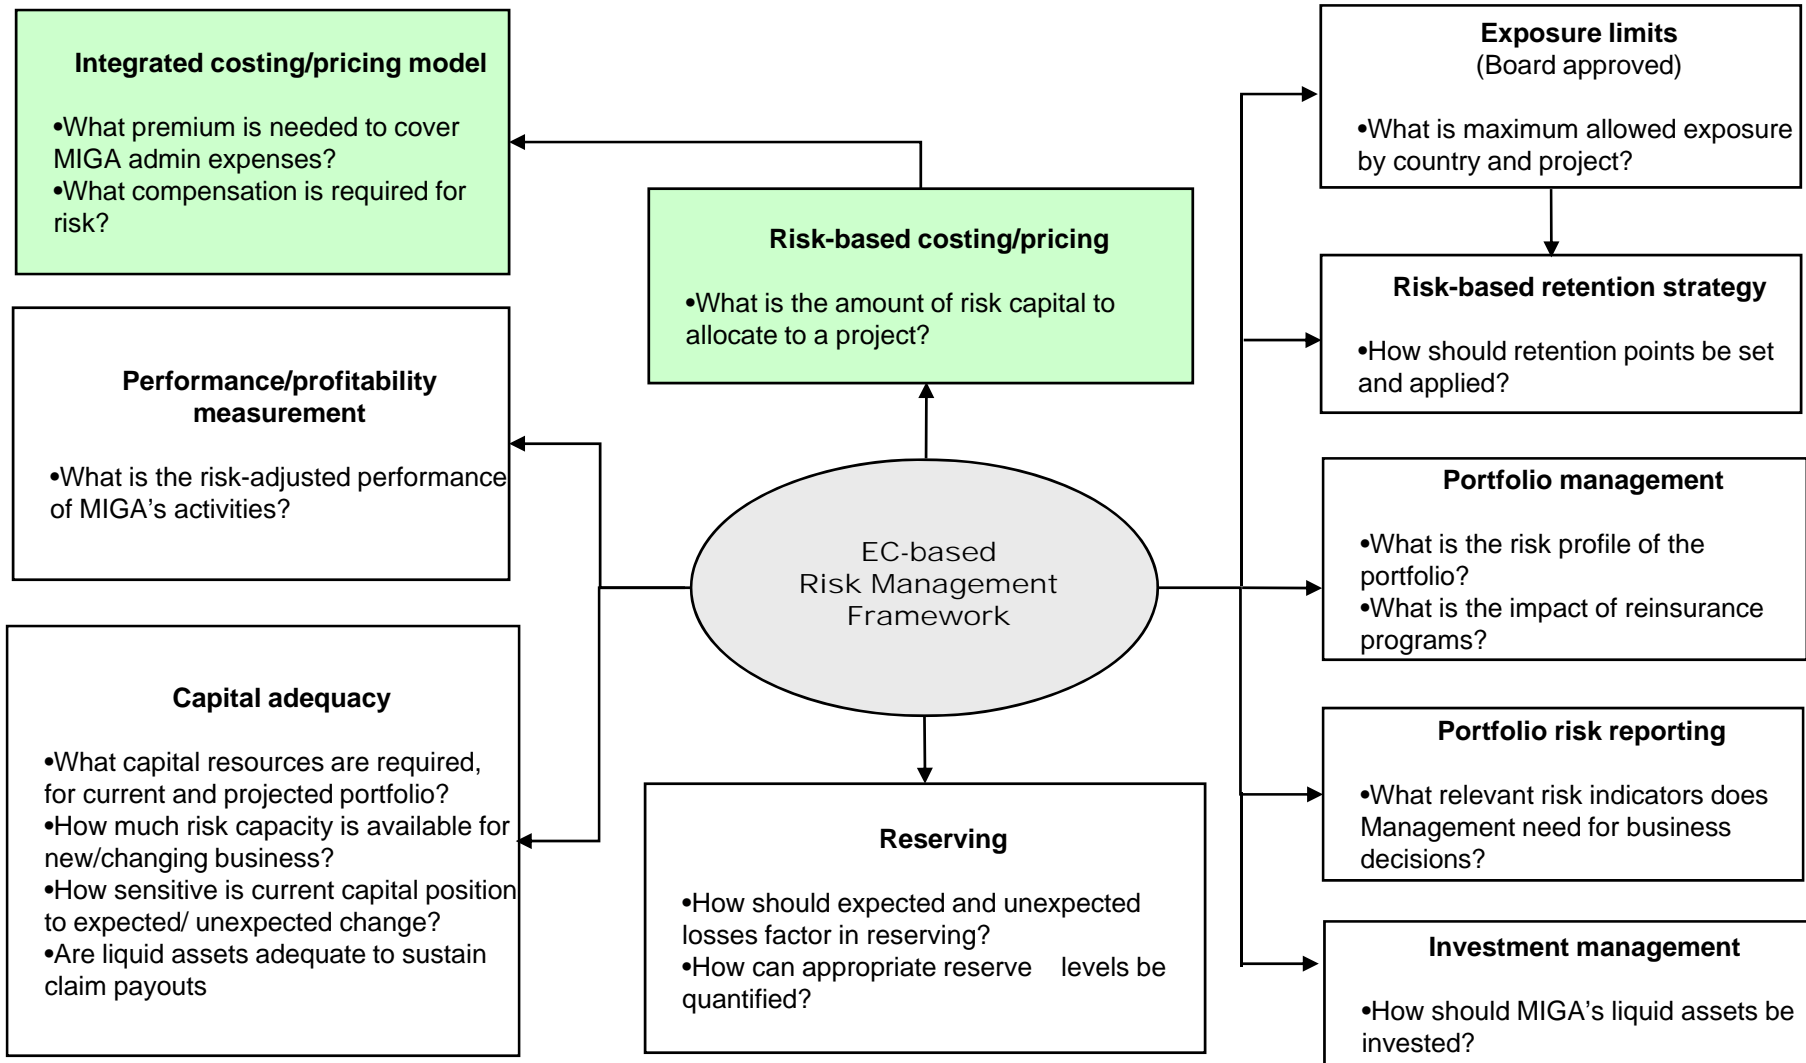 Integrated costing/pricing model
•What premium is needed to cover
MIGA admin expenses?
•What compensation is required for
risk?
Performance/profitability
measurement
•What is the risk-adjusted performance
of MIGA’s activities?
Capital adequacy
•What capital resources are required,
for current and projected portfolio?
•How much risk capacity is available for
new/changing business?
•How sensitive is current capital position
to expected/ unexpected change?
•Are liquid assets adequate to sustain
claim payouts
Risk-based costing/pricing
•What is the amount of risk capital to
allocate to a project?
EC-based
Risk Management
Framework
Reserving
•How should expected and unexpected
losses factor in reserving?
•How can appropriate reserve levels be
quantified?
Exposure limits
(Board approved)
•What is maximum allowed exposure
by country and project?
Risk-based retention strategy
•How should retention points be set
and applied?
Portfolio management
•What is the risk profile of the
portfolio?
•What is the impact of reinsurance
programs?
Portfolio risk reporting
•What relevant risk indicators does
Management need for business
decisions?
Investment management
•How should MIGA’s liquid assets be
invested?